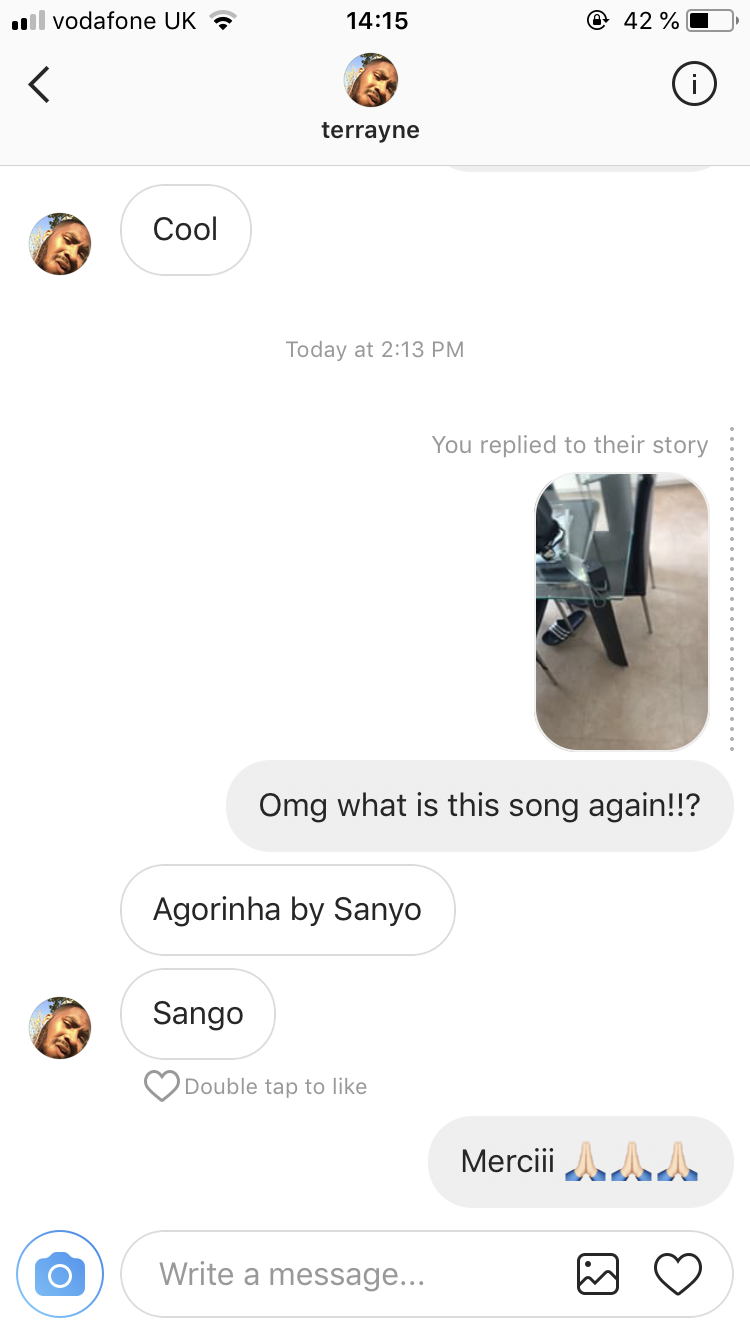 vodafone UK 14:15 42 %
terrayne
Cool
Today at 2:13 PM
You replied to their story
Omg what is this song again!!?
Agorinha by Sanyo
Sango
Double tap to like
Merciii 🙏🏻🙏🏻🙏🏻
Write a message...